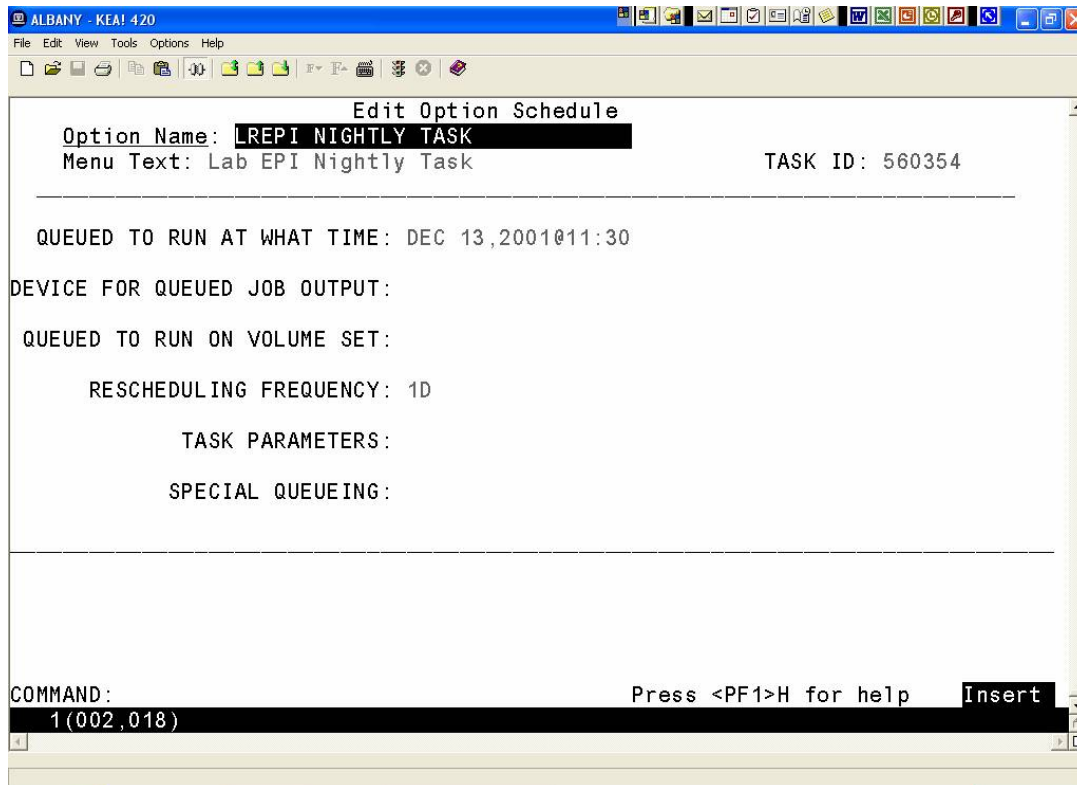 ALBANY - KEA! 420
File Edit View Tools Options Help
Edit Option Schedule
Option Name: LREPI NIGHTLY TASK
Menu Text: Lab EPI Nightly Task TASK ID: 560354
QUEUED TO RUN AT WHAT TIME: DEC 13,2001@11:30
DEVICE FOR QUEUED JOB OUTPUT:
QUEUED TO RUN ON VOLUME SET:
RESCHEDULING FREQUENCY: 1D
TASK PARAMETERS:
SPECIAL QUEUEING:
COMMAND: Press <PF1>H for help Insert
1(002,018)